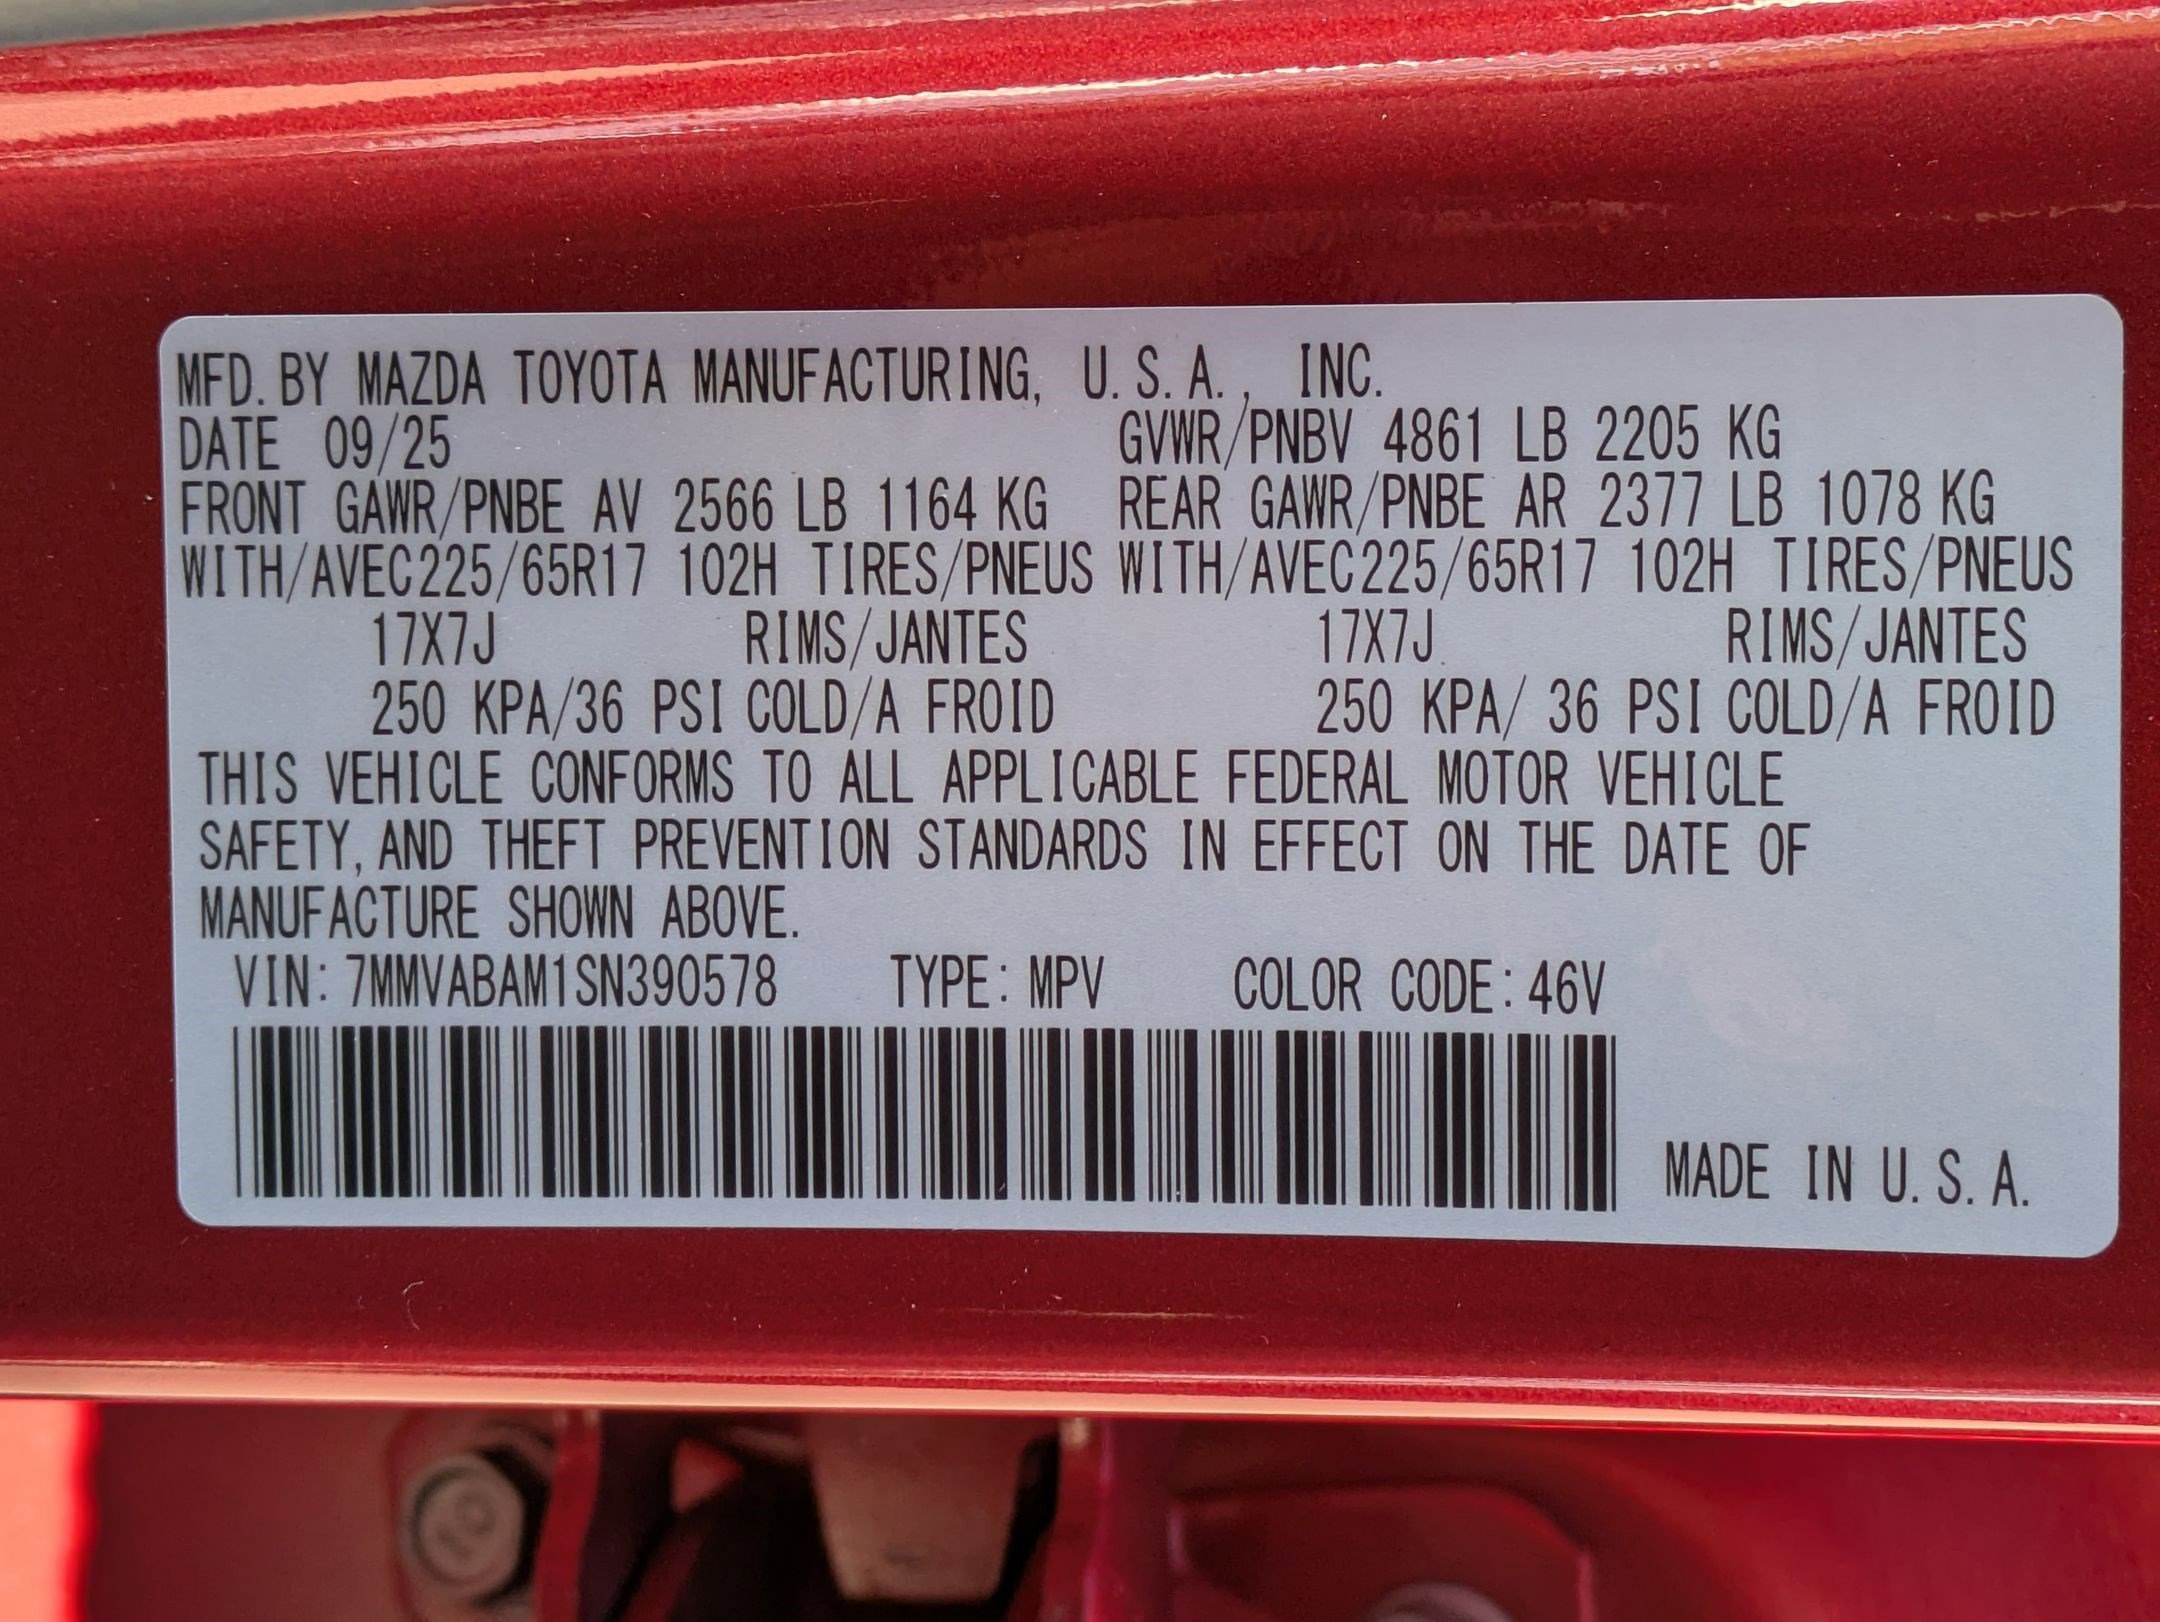 MFD. BY MAZDA TOYOTA MANUFACTURING, U.S.A., INC.
DATE 09/25 GVWR/PNBV 4861 LB 2205 KG
FRONT GAWR/PNBE AV 2566 LB 1164 KG REAR GAWR/PNBE AR 2377 LB 1078 KG
WITH/AVEC225/65R17 102H TIRES/PNEUS WITH/AVEC225/65R17 102H TIRES/PNEUS
17X7J RIMS/JANTES 17X7J RIMS/JANTES
250 KPA/36 PSI COLD/A FROID 250 KPA/ 36 PSI COLD/A FROID
THIS VEHICLE CONFORMS TO ALL APPLICABLE FEDERAL MOTOR VEHICLE
SAFETY, AND THEFT PREVENTION STANDARDS IN EFFECT ON THE DATE OF
MANUFACTURE SHOWN ABOVE.
VIN: 7MMVABAM1SN390578 TYPE: MPV COLOR CODE: 46V
MADE IN U.S.A.